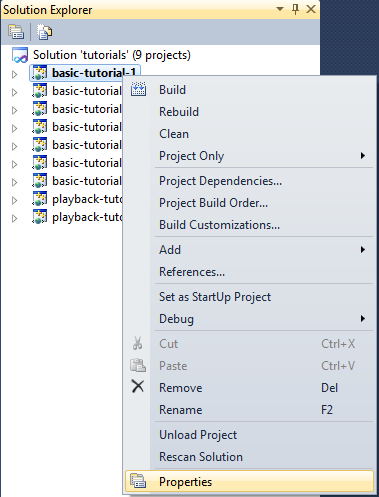 Solution Explorer
Solution 'tutorials' (9 projects)
basic-tutorial-1
basic-tutorial
basic-tutorial
basic-tutorial
basic-tutorial
basic-tutorial
basic-tutorial
playback-tuto
playback-tuto
Build
Rebuild
Clean
Project Only
Project Dependencies...
Project Build Order...
Build Customizations...
Add
References...
Set as StartUp Project
Debug
Cut Ctrl+X
Paste Ctrl+V
Remove Del
Rename F2
Unload Project
Rescan Solution
Properties